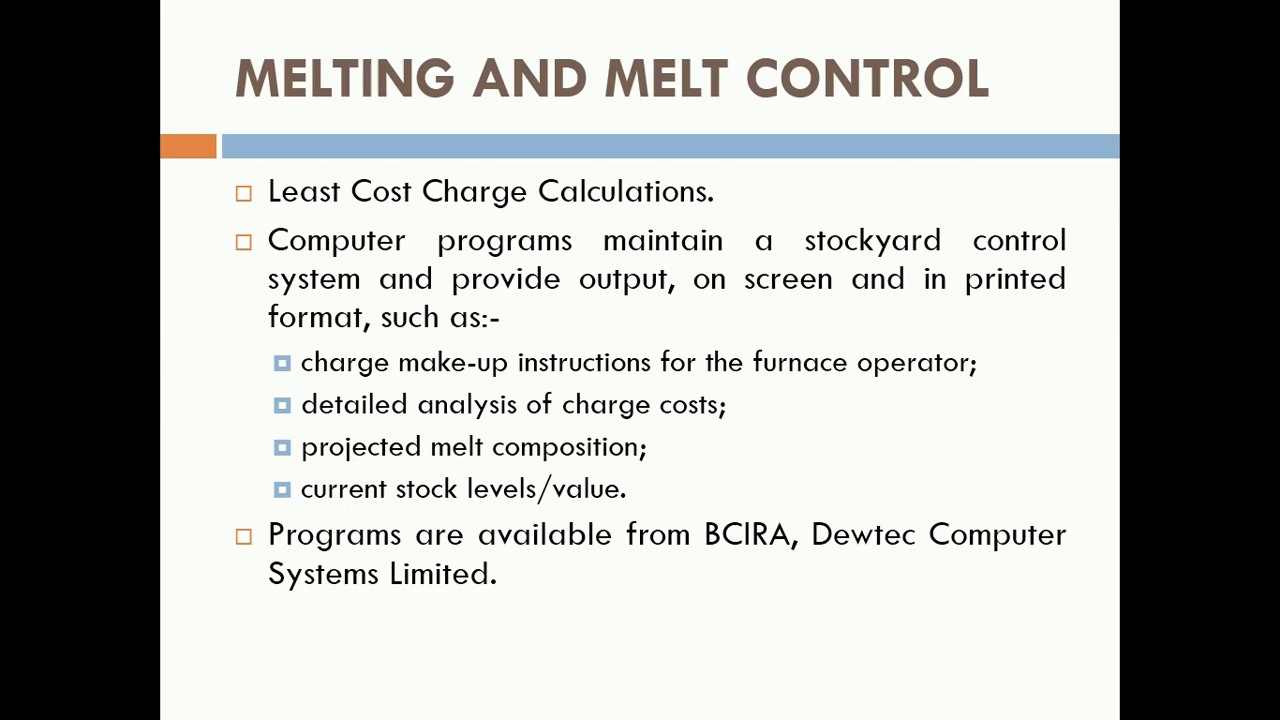 MELTING AND MELT CONTROL
Least Cost Charge Calculations.
Computer programs maintain a stockyard control
system and provide output, on screen and in printed
format, such as:-
charge make-up instructions for the furnace operator;
detailed analysis of charge costs;
projected melt composition;
current stock levels/value.
Programs are available from BCIRA, Dewtec Computer
Systems Limited.